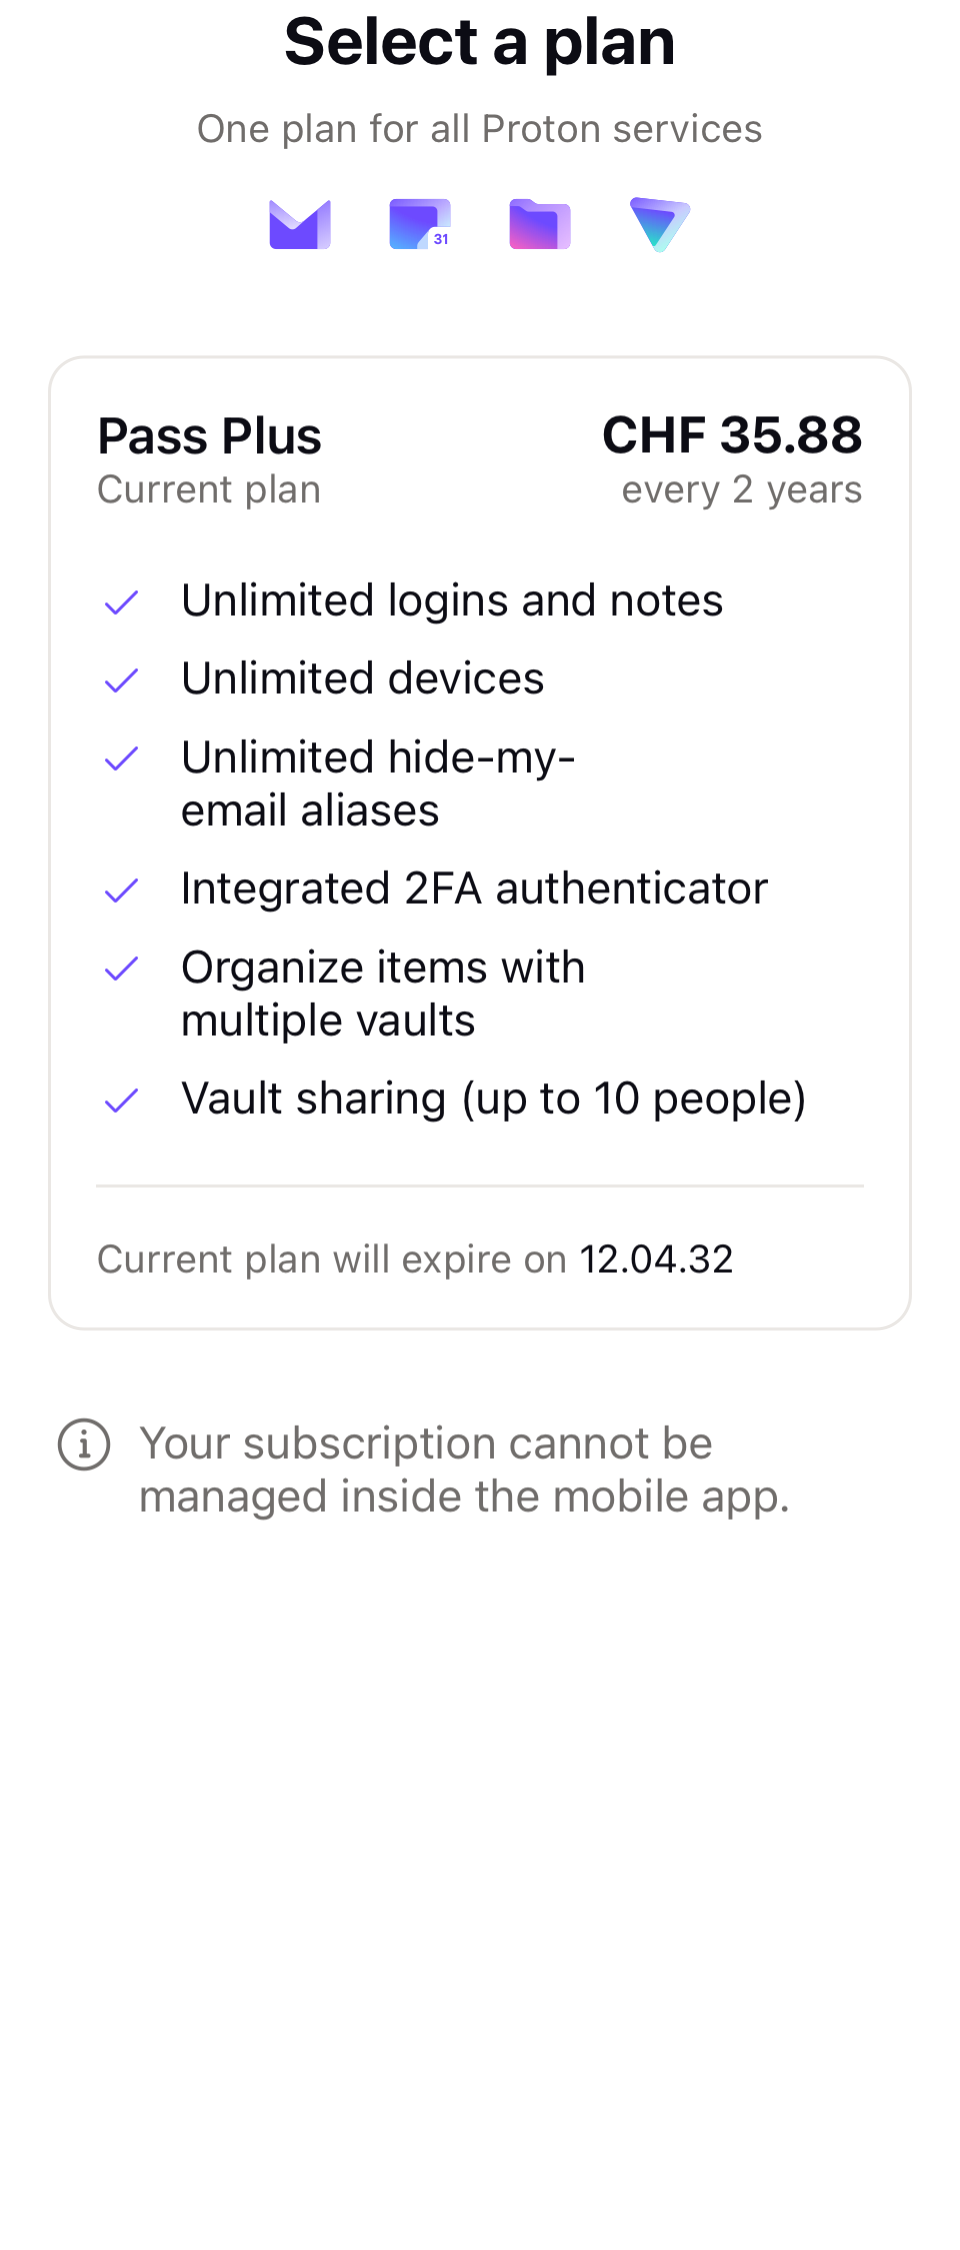 Select a plan
One plan for all Proton services
31
Pass Plus
CHF 35.88
Current plan
every 2 years
Unlimited logins and notes
Unlimited devices
Unlimited hide-my-
email aliases
Integrated 2FA authenticator
Organize items with
multiple vaults
Vault sharing (up to 10 people)
Current plan will expire on 12.04.32
Your subscription cannot be
managed inside the mobile app.